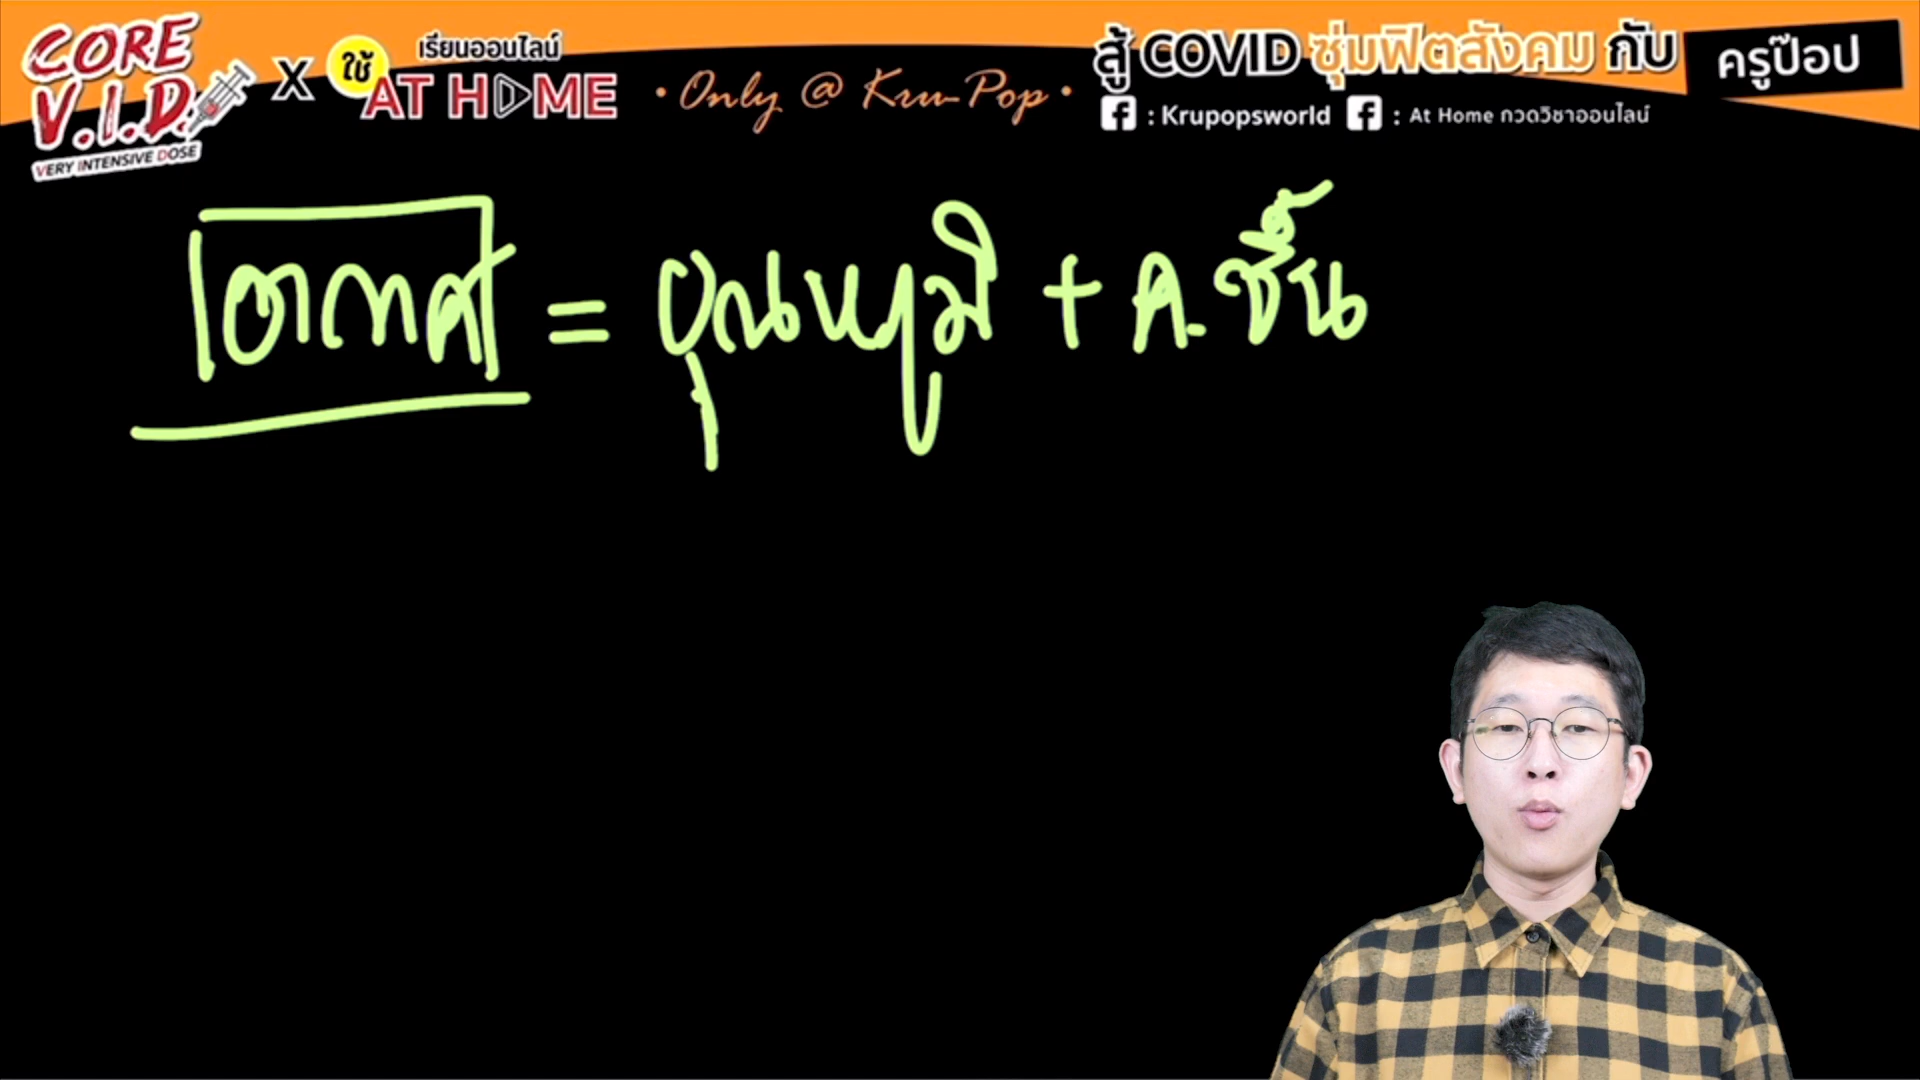 CORE
V.I.D.
VERY INTENSIVE DOSE
X
ใช้
เรียนออนไลน์
AT HOME
• Only @ Kru-Pop •
สู้ COVID ซุ่มฟิตสังคม กับ ครูป๊อป
: Krupopsworld : At Home กวดวิชาออนไลน์
อากาศ = อุณหภูมิ + ค.ชื้น